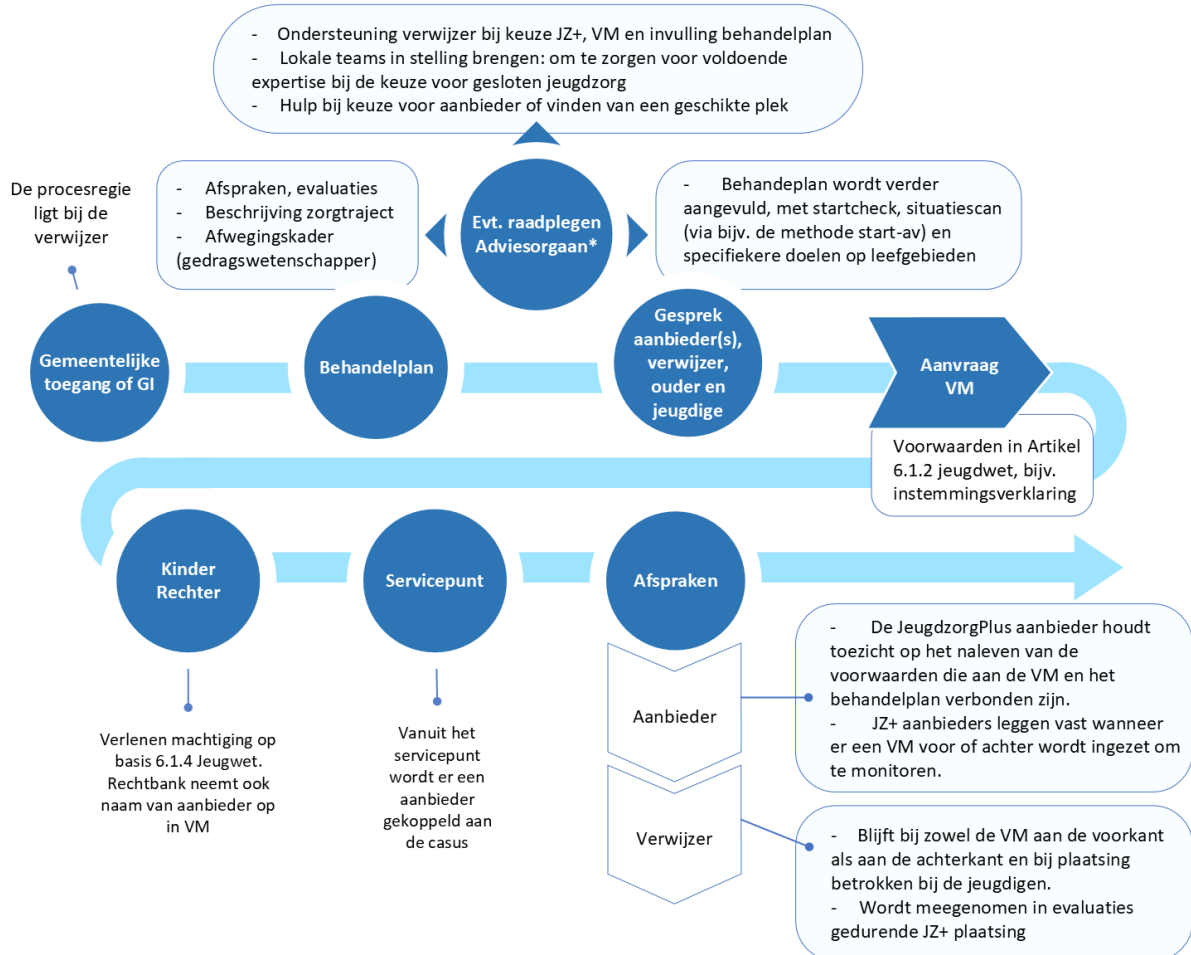 - Ondersteuning verwijzer bij keuze JZ+, VM en invulling behandelplan
- Lokale teams in stelling brengen: om te zorgen voor voldoende
expertise bij de keuze voor gesloten jeugdzorg
- Hulp bij keuze voor aanbieder of vinden van een geschikte plek
De procesregie
ligt bij de
verwijzer
- Afspraken, evaluaties
- Beschrijving zorgtraject
- Afwegingskader
(gedragswetenschapper)
Evt. raadplegen
Adviesorgaan*
- Behandeplan wordt verder
aangevuld, met startcheck, situatiescan
(via bijv. de methode start-av) en
specifiekere doelen op leefgebieden
Gemeentelijke
toegang of GI
Behandelplan
Gesprek
aanbieder(s),
verwijzer,
ouder en
jeugdige
Aanvraag
VM
Voorwaarden in Artikel
6.1.2 jeugdwet, bijv.
instemmingsverklaring
Kinder
Rechter
Servicepunt
Afspraken
Verlenen machtiging op
basis 6.1.4 Jeugwet.
Rechtbank neemt ook
naam van aanbieder op
in VM
Vanuit het
servicepunt
wordt er een
aanbieder
gekoppeld aan
de casus
Aanbieder
- De JeugdzorgPlus aanbieder houdt
toezicht op het naleven van de
voorwaarden die aan de VM en het
behandelplan verbonden zijn.
- JZ+ aanbieders leggen vast wanneer
er een VM voor of achter wordt ingezet om
te monitoren.
Verwijzer
- Blijft bij zowel de VM aan de voorkant
als aan de achterkant en bij plaatsing
betrokken bij de jeugdigen.
- Wordt meegenomen in evaluaties
gedurende JZ+ plaatsing